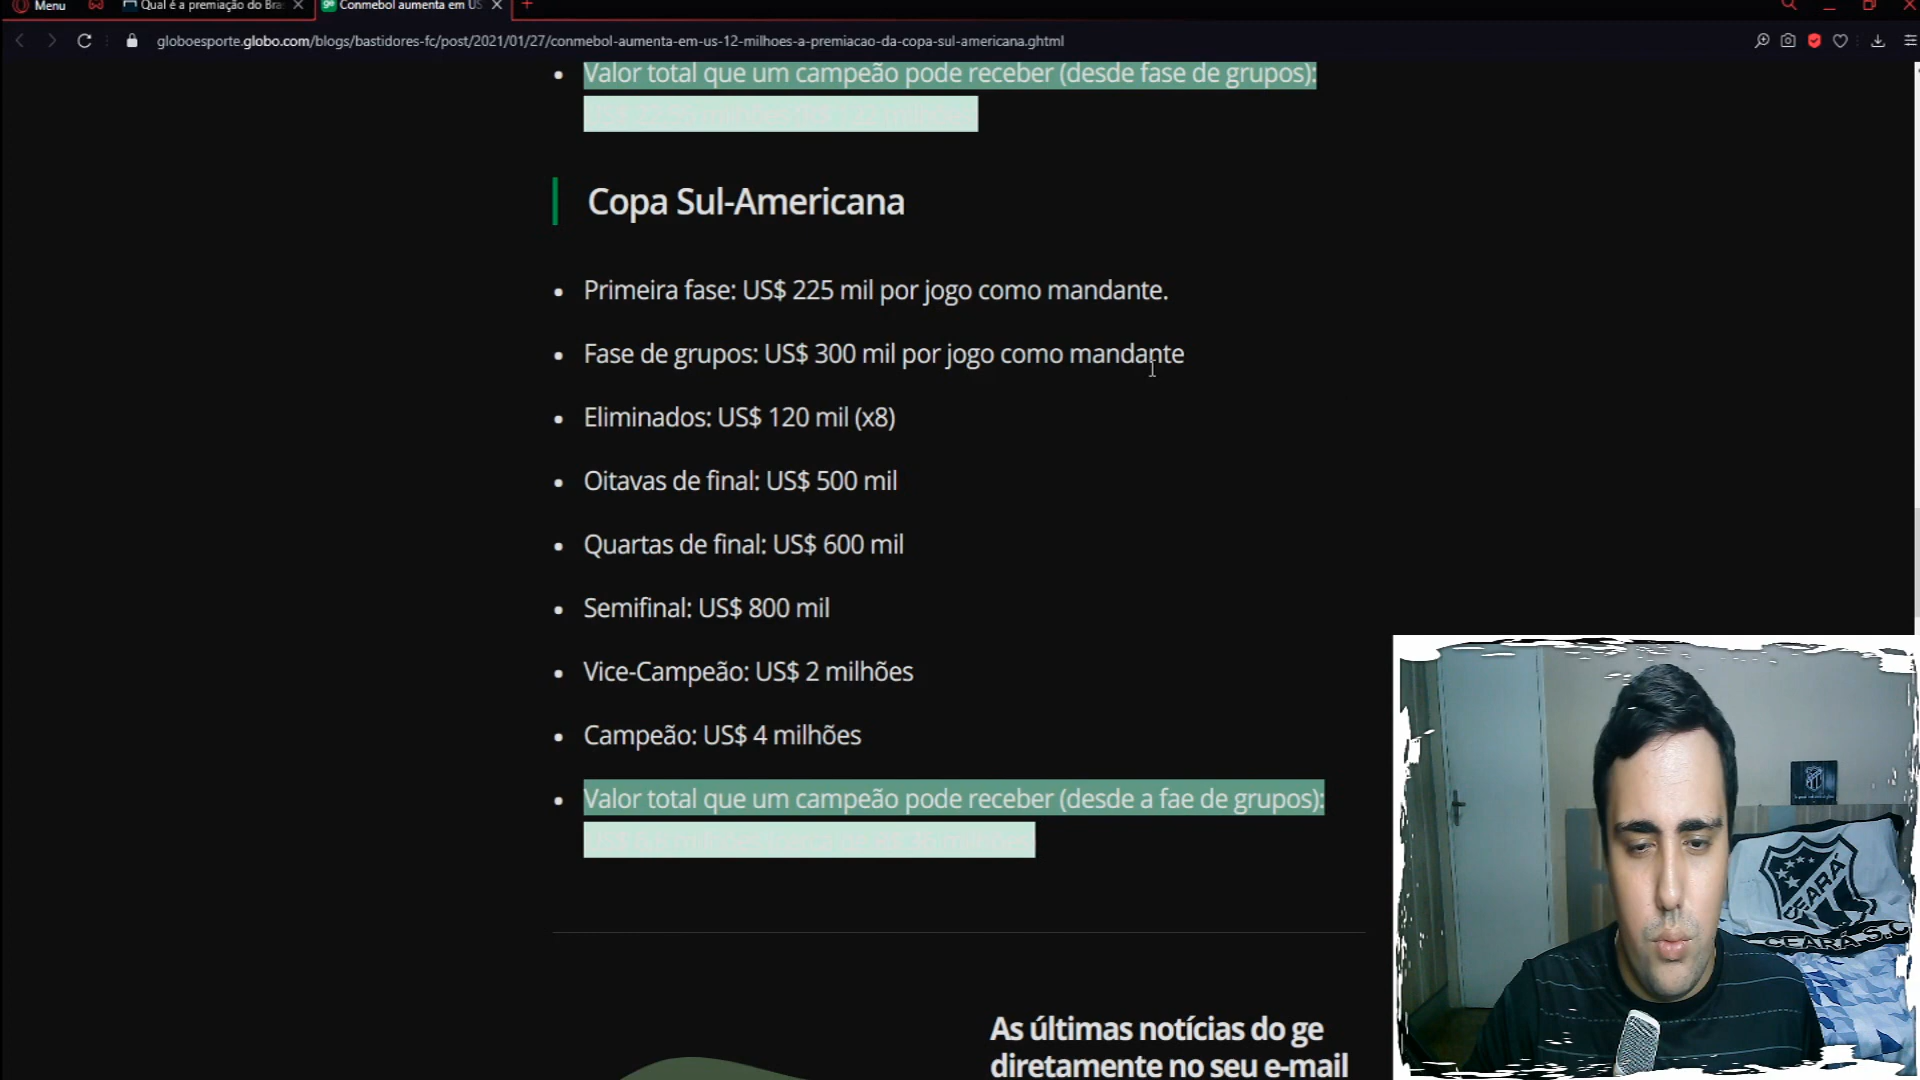 Menu
Qual é a premiação do Bra
Conmebol aumenta em US
globoesporte.globo.com/blogs/bastidores-fc/post/2021/01/27/conmebol-aumenta-em-us-12-milhoes-a-premiacao-da-copa-sul-americana.ghtml
Valor total que um campeão pode receber (desde fase de grupos):
Copa Sul-Americana
Primeira fase: US$ 225 mil por jogo como mandante.
Fase de grupos: US$ 300 mil por jogo como mandante
Eliminados: US$ 120 mil (x8)
Oitavas de final: US$ 500 mil
Quartas de final: US$ 600 mil
Semifinal: US$ 800 mil
Vice-Campeão: US$ 2 milhões
Campeão: US$ 4 milhões
Valor total que um campeão pode receber (desde a fae de grupos):
As últimas notícias do ge
diretamente no seu e-mail
CEARÁ
CEARÁ S.C